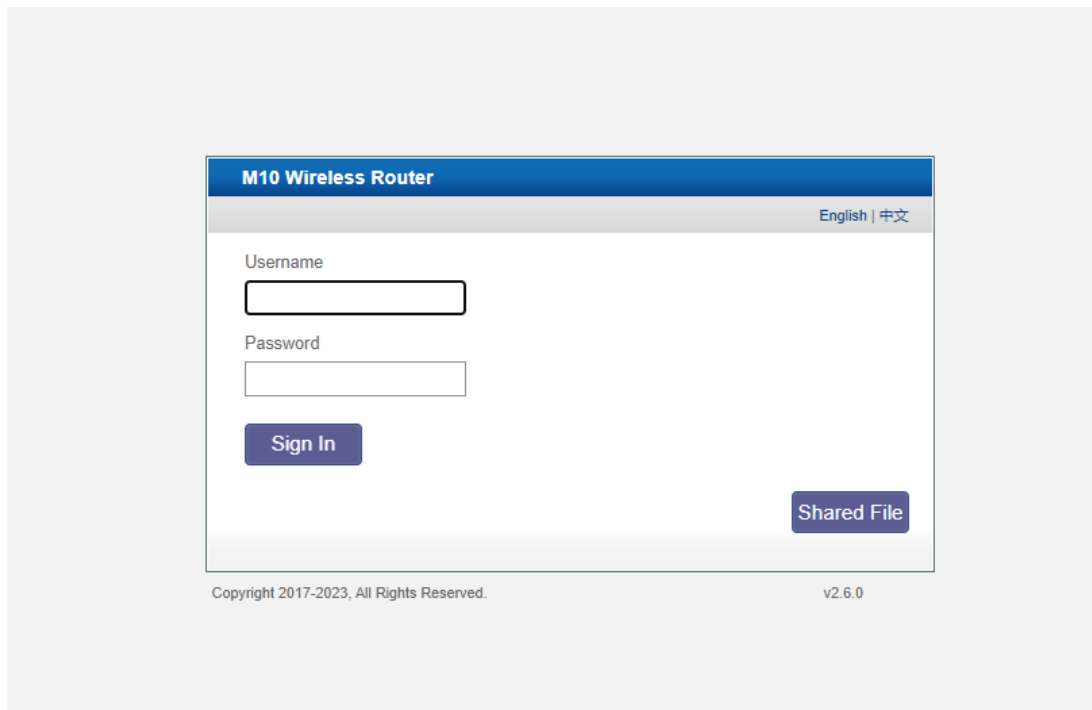 M10 Wireless Router
English | 中文
Username
Password
Sign In
Shared File
Copyright 2017-2023, All Rights Reserved.
v2.6.0